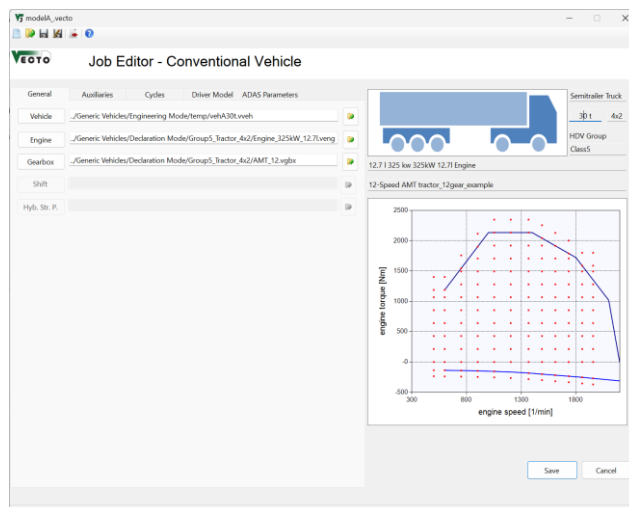 modelA_vecto
VECTO
Job Editor - Conventional Vehicle
General Auxiliaries Cycles Driver Model ADAS Parameters
Vehicle ../Generic Vehicles/Engineering Mode/temp/vehA30t.vveh
Engine ../Generic Vehicles/Declaration Mode/Group5_Tractor_4x2/Engine_325kW_12.7l.veng
Gearbox ../Generic Vehicles/Declaration Mode/Group5_Tractor_4x2/AMT_12.vgbx
Shift
Hyb. Str. P.
Semitrailer Truck
30 t 4x2
HDV Group
Class5
12.7 l 325 kw 325kW 12.7l Engine
12-Speed AMT tractor_12gear_example
engine torque [Nm]
2500
2000
1500
1000
500
-0
-500
300 800 1300 1800
engine speed [1/min]
Save Cancel